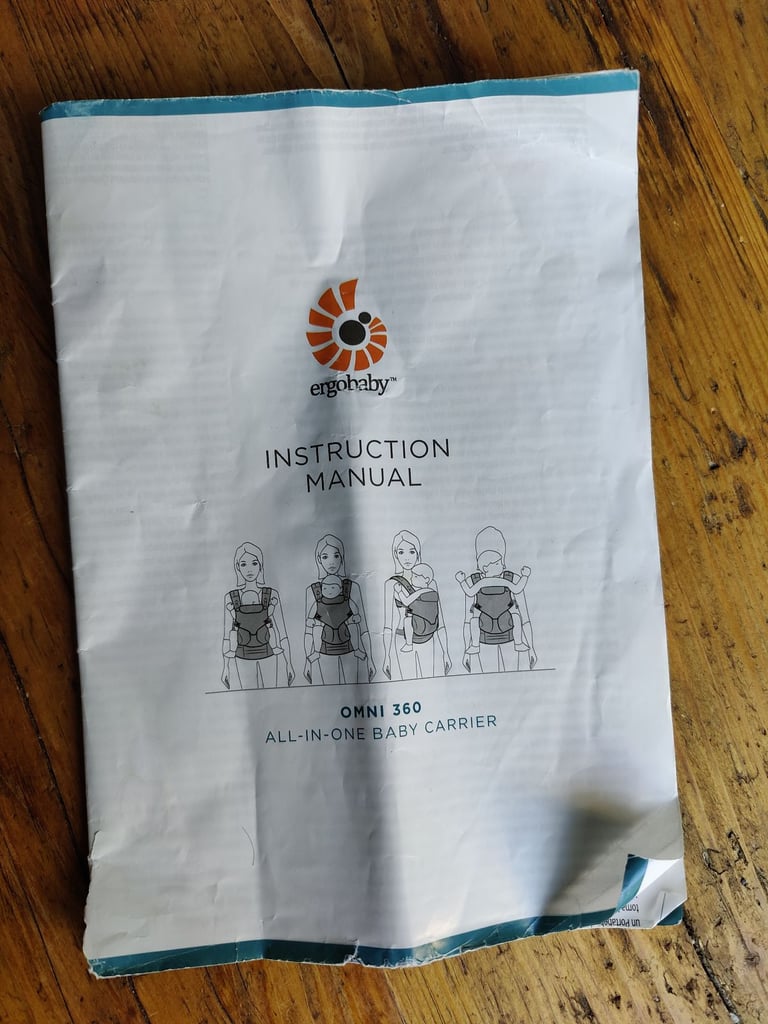 ergobaby™
INSTRUCTION
MANUAL
OMNI 360
ALL-IN-ONE BABY CARRIER